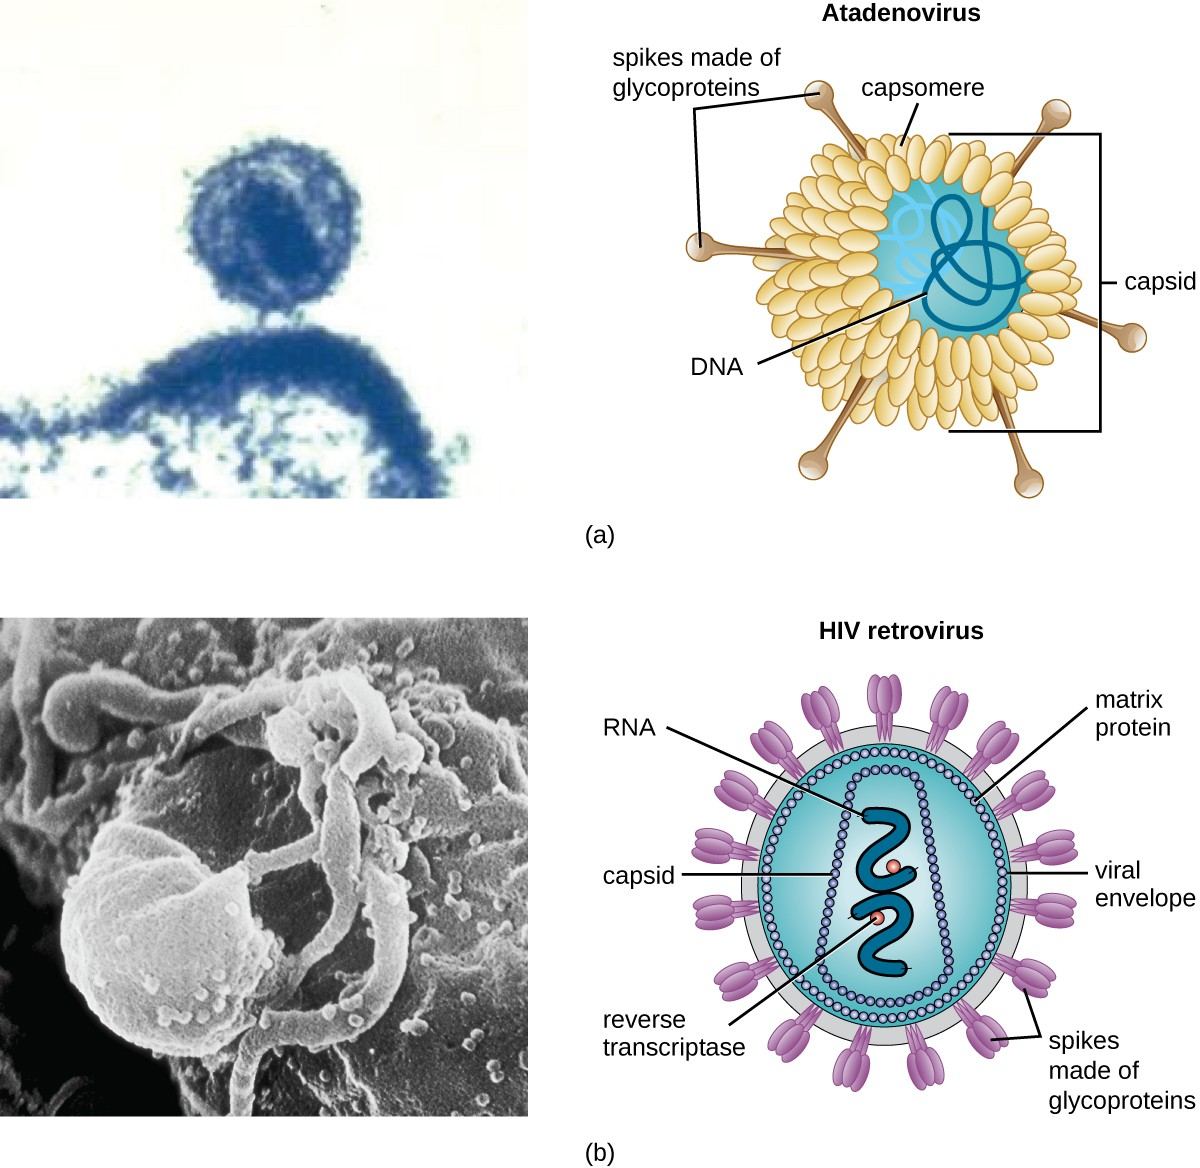 Atadenovirus
spikes made of
glycoproteins
capsomere
capsid
DNA
(a)
HIV retrovirus
RNA
matrix
protein
capsid
viral
envelope
reverse
transcriptase
spikes
made of
glycoproteins
(b)